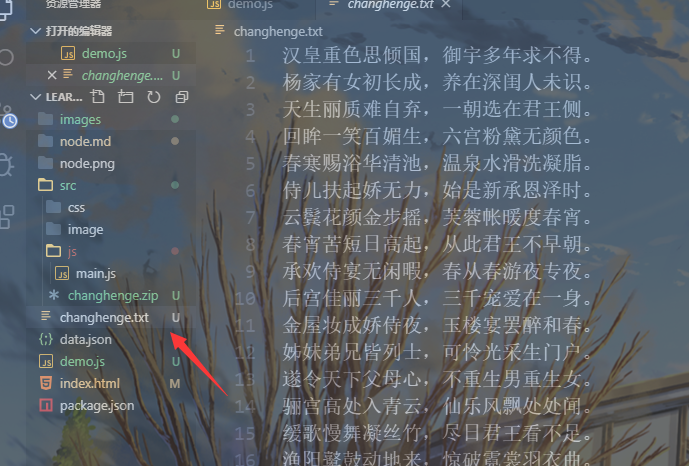 资源管理器
demo.js
changhenge.txt
打开的编辑器
demo.js U
changhenge.... U
LEAR...
images
node.md
node.png
src
css
image
js
main.js
changhenge.zip U
changhenge.txt U
data.json
demo.js U
index.html M
package.json
changhenge.txt
1 汉皇重色思倾国，御宇多年求不得。
2 杨家有女初长成，养在深闺人未识。
3 天生丽质难自弃，一朝选在君王侧。
4 回眸一笑百媚生，六宫粉黛无颜色。
5 春寒赐浴华清池，温泉水滑洗凝脂。
6 侍儿扶起娇无力，始是新承恩泽时。
7 云鬓花颜金步摇，芙蓉帐暖度春宵。
8 春宵苦短日高起，从此君王不早朝。
9 承欢侍宴无闲暇，春从春游夜专夜。
10 后宫佳丽三千人，三千宠爱在一身。
11 金屋妆成娇侍夜，玉楼宴罢醉和春。
12 姊妹弟兄皆列士，可怜光采生门户。
13 遂令天下父母心，不重生男重生女。
14 骊宫高处入青云，仙乐风飘处处闻。
15 缓歌慢舞凝丝竹，尽日君王看不足。
16 渔阳鼙鼓动地来，惊破霓裳羽衣曲。